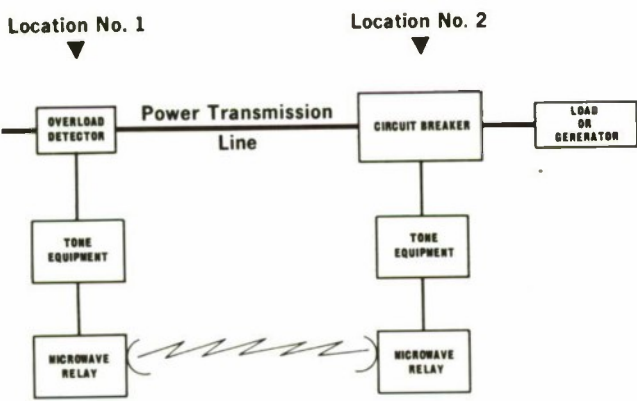 Location No. 1
Location No. 2
OVERLOAD
DETECTOR
Power Transmission
Line
CIRCUIT BREAKER
LOAD
OR
GENERATOR
TONE
EQUIPMENT
TONE
EQUIPMENT
MICROWAVE
RELAY
MICROWAVE
RELAY